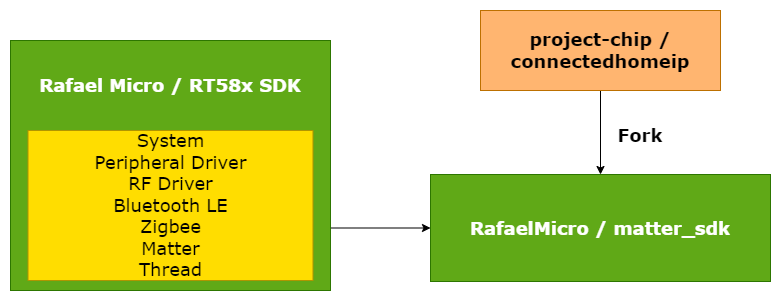 project-chip /
connectedhomeip
Rafael Micro / RT58x SDK
System
Peripheral Driver
RF Driver
Bluetooth LE
Zigbee
Matter
Thread
Fork
RafaelMicro / matter_sdk